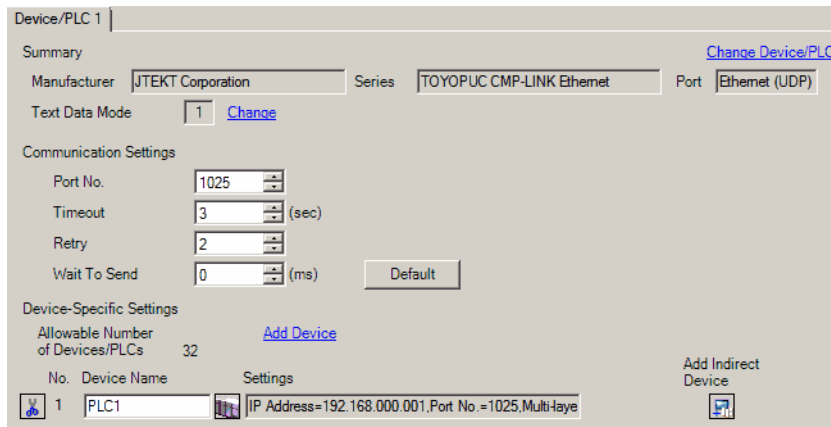 Device/PLC 1
Summary
Change Device/PLC
Manufacturer JTEKT Corporation Series TOYOPUC CMP-LINK Ethernet Port Ethernet (UDP)
Text Data Mode 1 Change
Communication Settings
Port No. 1025
Timeout 3 (sec)
Retry 2
Wait To Send 0 (ms) Default
Device-Specific Settings
Allowable Number
of Devices/PLCs 32
Add Device
Add Indirect
Device
No. Device Name Settings
1 PLC1 IP Address=192.168.000.001,Port No.=1025,Multi-laye